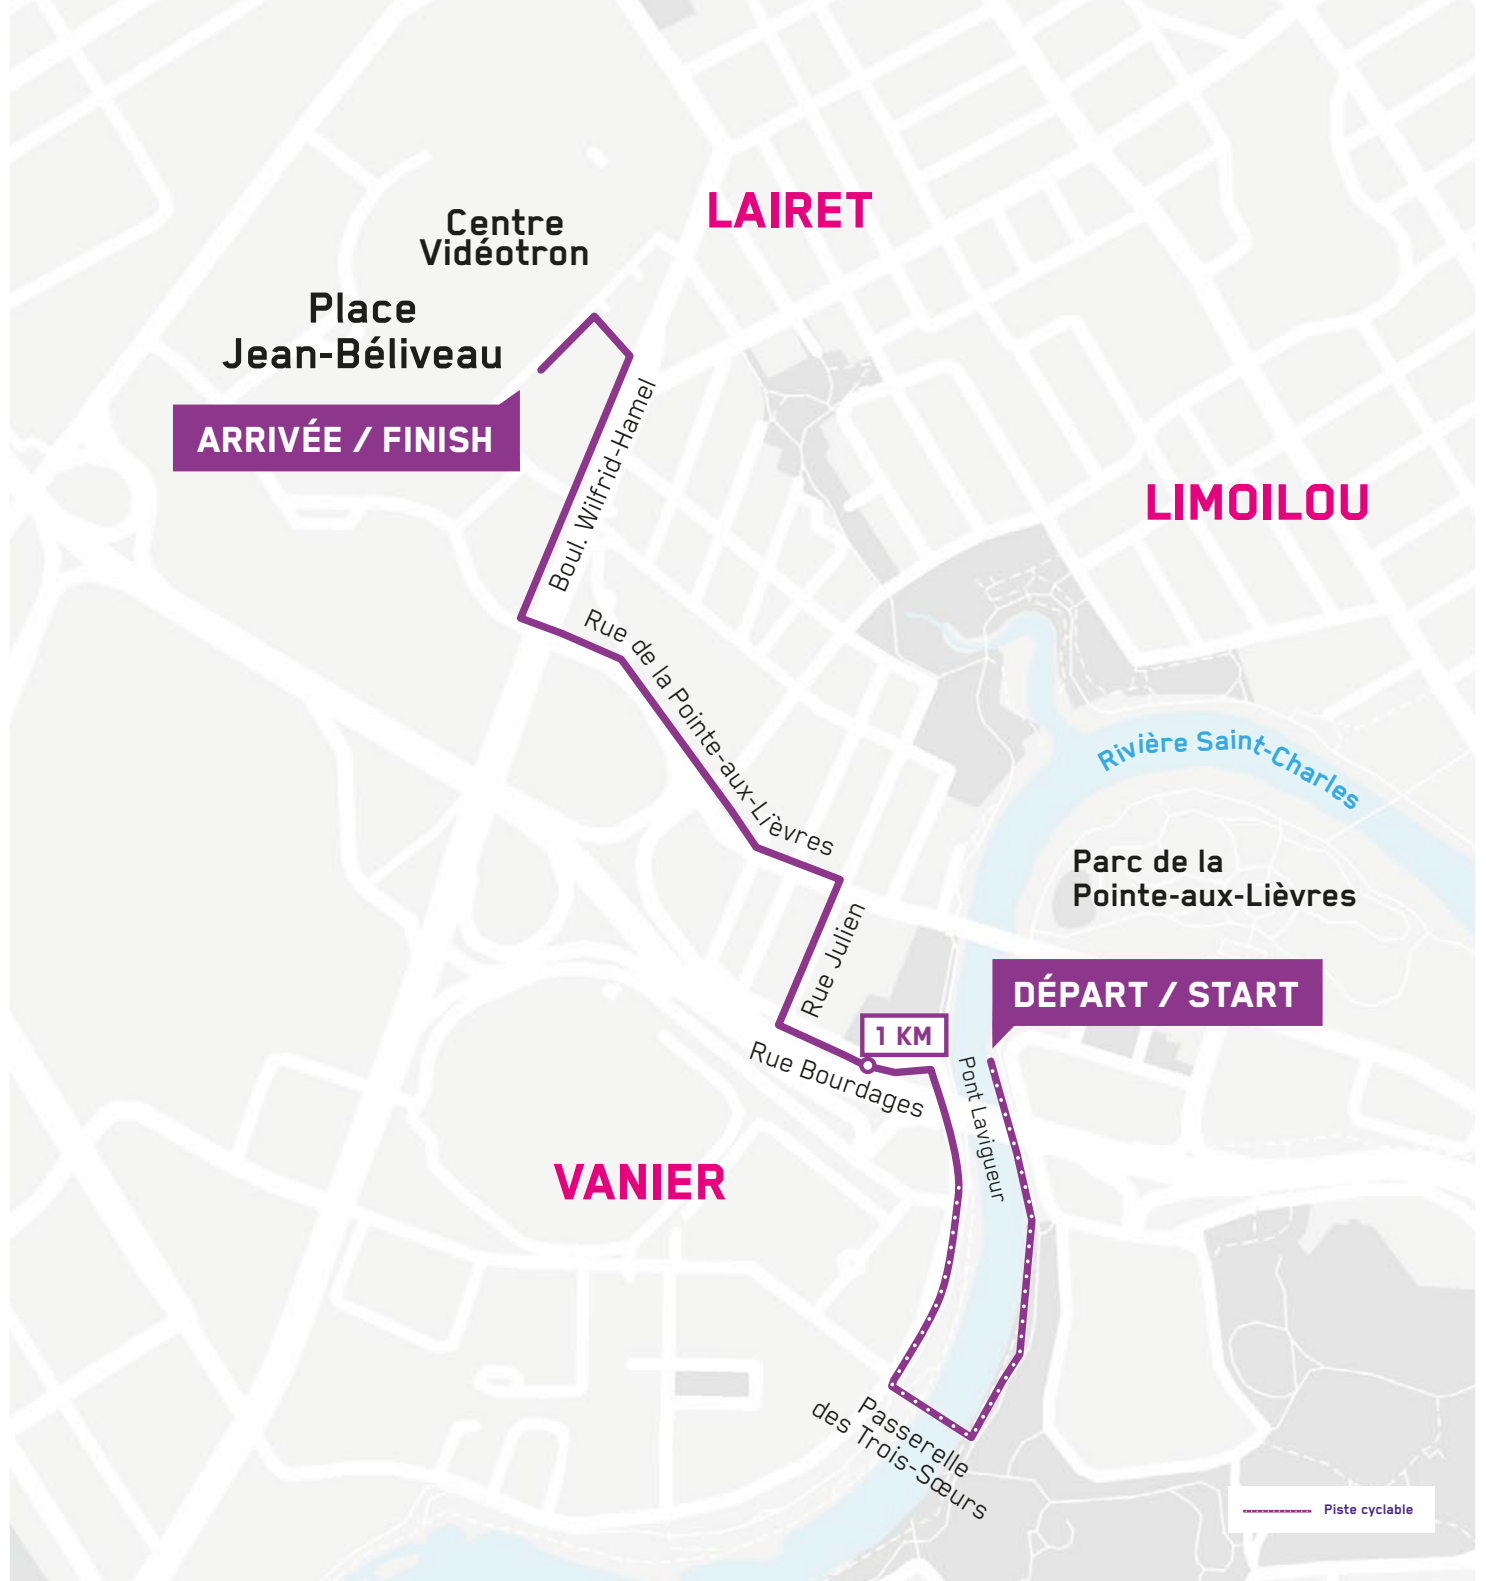 LAIRET
Centre
Vidéotron
Place
Jean-Béliveau
ARRIVÉE / FINISH
Boul. Wilfrid-Hamel
LIMOILOU
Rue de la Pointe-aux-Lièvres
Rivière Saint-Charles
Parc de la
Pointe-aux-Lièvres
Rue Julien
DÉPART / START
1 KM
Rue Bourdages
Pont Lavigueur
VANIER
Passerelle
des Trois-Sœurs
Piste cyclable